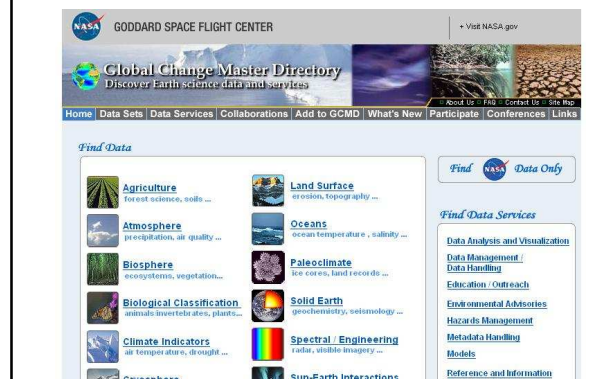 NASA
GODDARD SPACE FLIGHT CENTER
+ Visit NASA.gov
Global Change Master Directory
Discover Earth science data and services
About Us FAQ Contact Us Site Map
Home Data Sets Data Services Collaborations Add to GCMD What's New Participate Conferences Links
Find Data
Agriculture
forest science, soils ...
Atmosphere
precipitation, air quality ...
Biosphere
ecosystems, vegetation...
Biological Classification
animals/invertebrates, plants...
Climate Indicators
air temperature, drought ...
Cryosphere
Land Surface
erosion, topography ...
Oceans
ocean temperature , salinity ...
Paleoclimate
ice cores, land records ...
Solid Earth
geochemistry, seismology ...
Spectral / Engineering
radar, visible imagery ...
Sun-Earth Interactions
Find NASA Data Only
Find Data Services
Data Analysis and Visualization
Data Management /
Data Handling
Education / Outreach
Environmental Advisories
Hazards Management
Metadata Handling
Models
Reference and Information